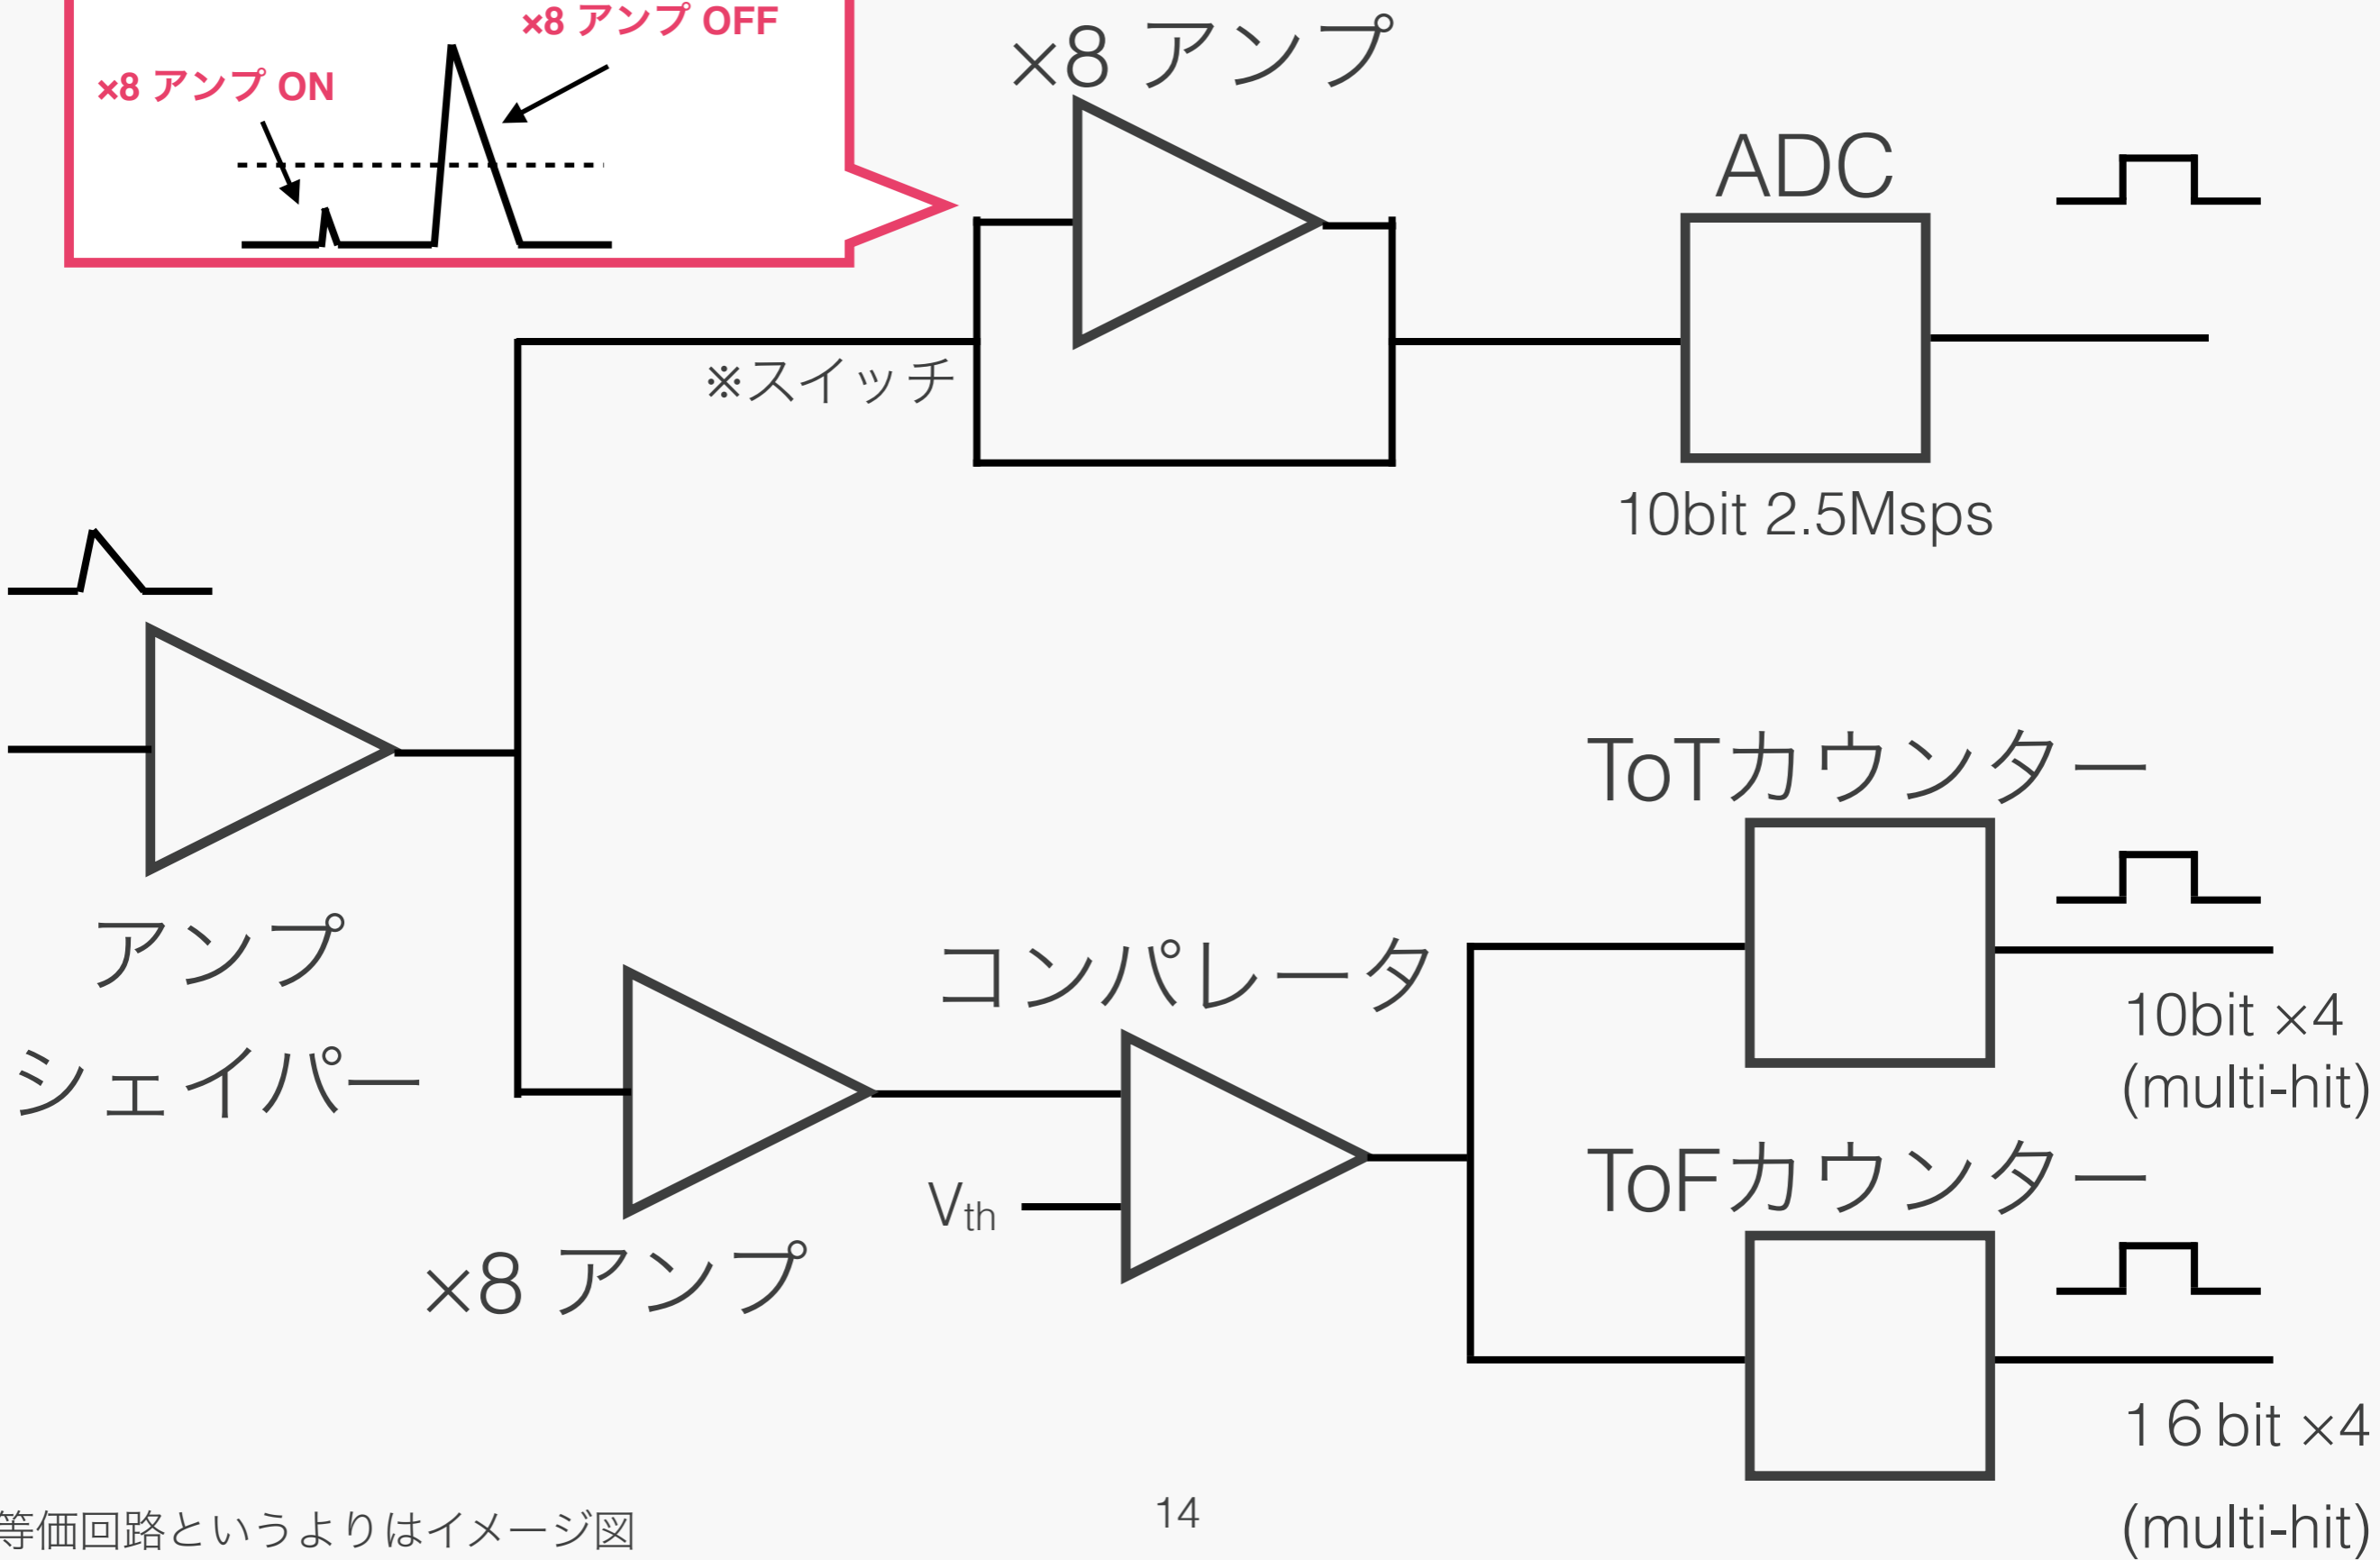 ×8 アンプ OFF
×8 アンプ ON
×8 アンプ
ADC
※スイッチ
10bit 2.5Msps
アンプ
シェイパー
×8 アンプ
コンパレータ
Vth
ToTカウンター
10bit ×4
(multi-hit)
ToFカウンター
1 6 bit ×4
(multi-hit)
等価回路というよりはイメージ図
14